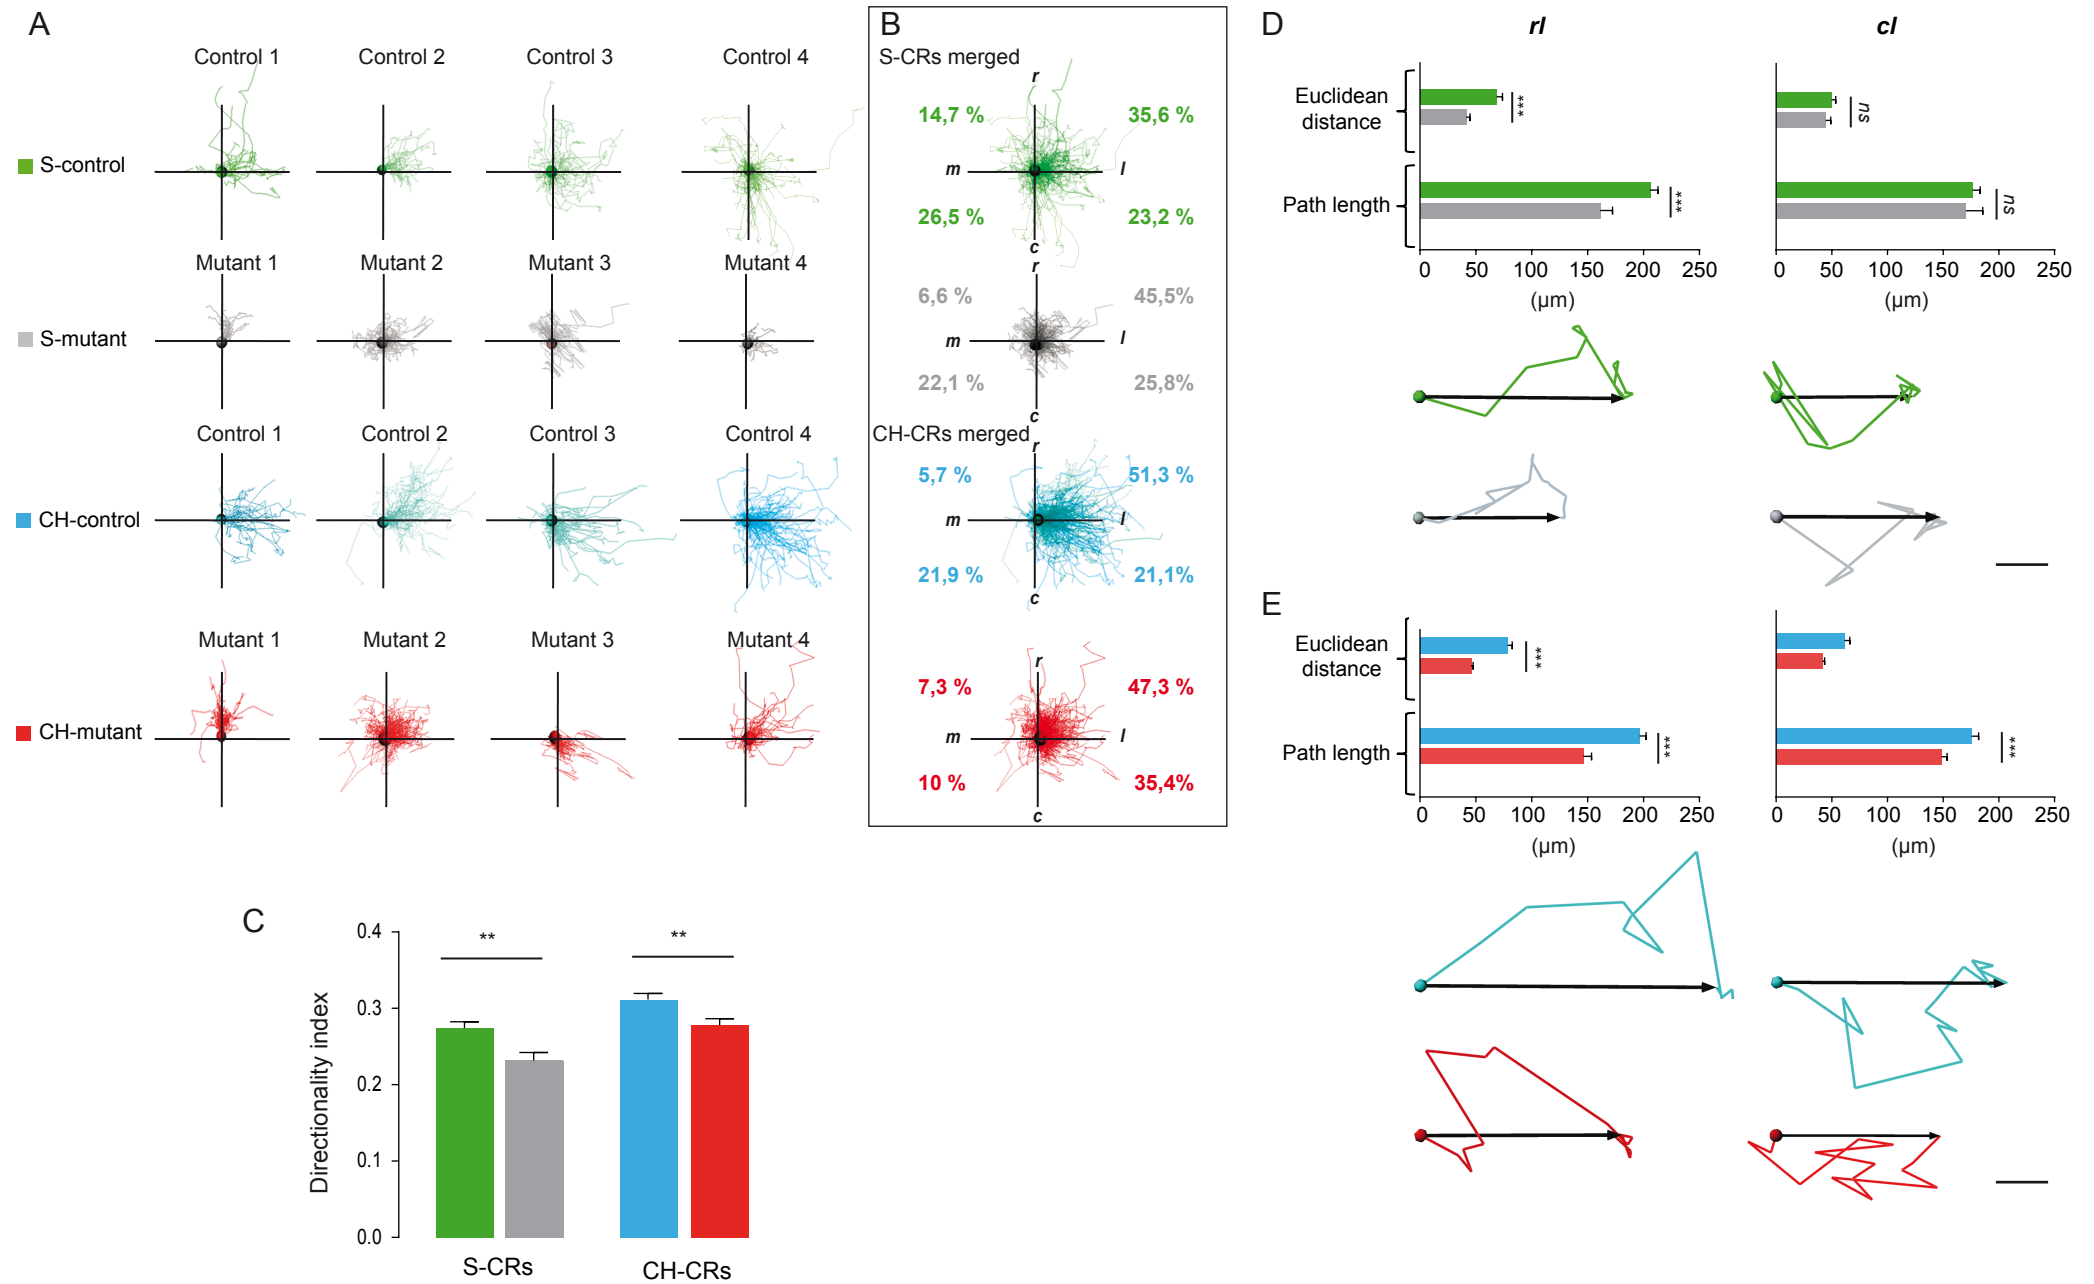 A
Control 1
Control 2
Control 3
Control 4
S-control
Mutant 1
Mutant 2
Mutant 3
Mutant 4
S-mutant
Control 1
Control 2
Control 3
Control 4
CH-control
Mutant 1
Mutant 2
Mutant 3
Mutant 4
CH-mutant
B
S-CRs merged
r
14,7 %
35,6 %
m
l
26,5 %
23,2 %
c
r
6,6 %
45,5%
m
l
22,1 %
25,8%
c
CH-CRs merged
r
5,7 %
51,3 %
m
l
21,9 %
21,1%
c
r
7,3 %
47,3 %
m
l
10 %
35,4%
c
C
Directionality index
0.4
0.3
0.2
0.1
0.0
**
**
S-CRs
CH-CRs
D
rl
cl
Euclidean
distance
***
ns
Path length
***
ns
0 50 100 150 200 250
(µm)
0 50 100 150 200 250
(µm)
E
Euclidean
distance
***
Path length
***
***
0 50 100 150 200 250
(µm)
0 50 100 150 200 250
(µm)